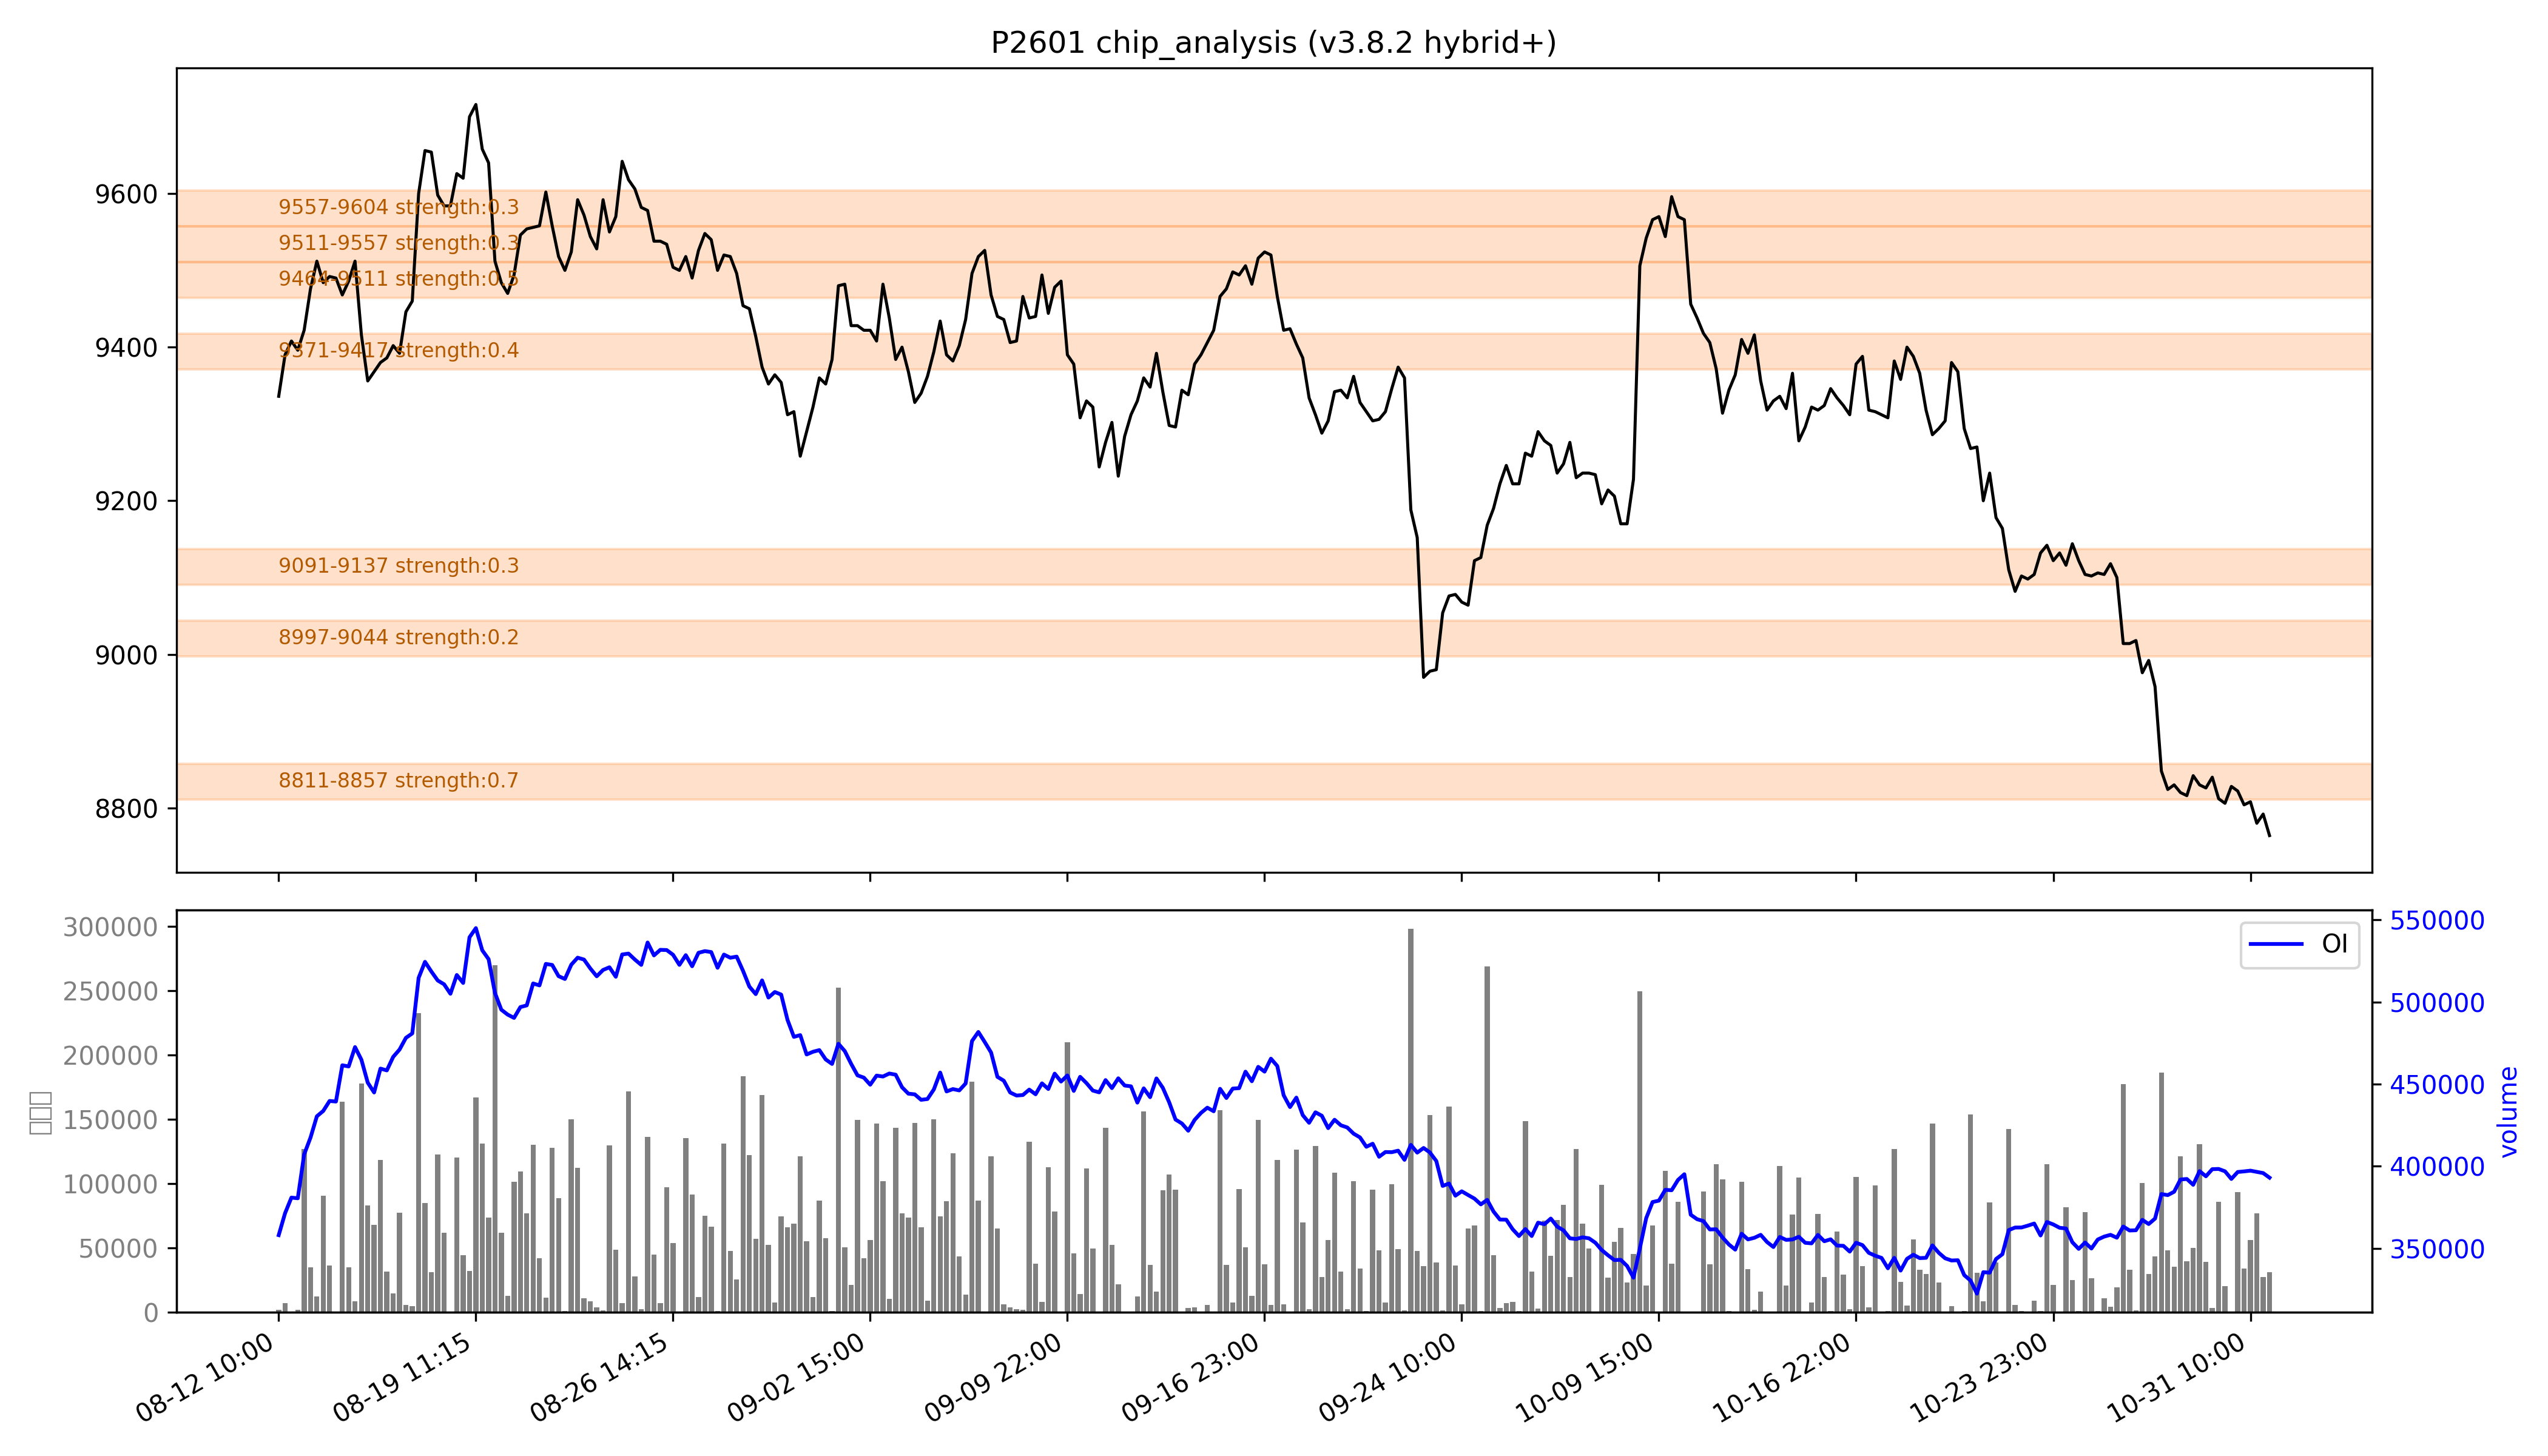 P2601 chip_analysis (v3.8.2 hybrid+)
9600
9400
9200
9000
8800
9557-9604 strength:0.3
9511-9557 strength:0.3
9464-9511 strength:0.5
9371-9417 strength:0.4
9091-9137 strength:0.3
8997-9044 strength:0.2
8811-8857 strength:0.7
300000
250000
200000
150000
100000
50000
0
OI
550000
500000
450000
400000
350000
volume
08-12 10:00
08-19 11:15
08-26 14:15
09-02 15:00
09-09 22:00
09-16 23:00
09-24 10:00
10-09 15:00
10-16 22:00
10-23 23:00
10-31 10:00